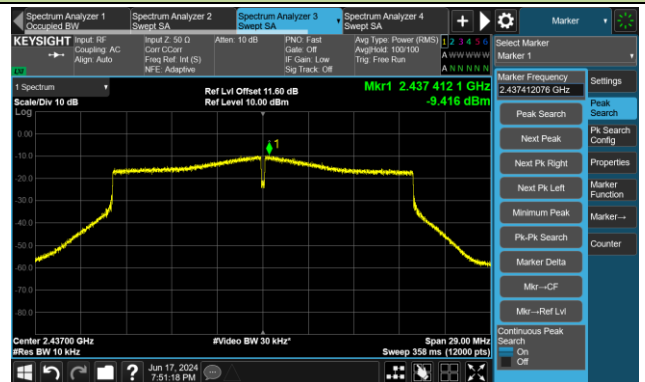 Spectrum Analyzer 1
Occupied BW
Spectrum Analyzer 2
Swept SA
Spectrum Analyzer 3
Swept SA
Spectrum Analyzer 4
Swept SA
Marker
KEYSIGHT
Input: RF
Coupling: AC
Align: Auto
Input Z: 50 Ω
Corr CCorr
Freq Ref: Int (S)
NFE: Adaptive
Atten: 10 dB
PNO: Fast
Gate: Off
IF Gain: Low
Sig Track: Off
Avg Type: Power (RMS)
Avg|Hold: 100/100
Trig: Free Run
1 2 3 4 5 6
A W W W W W
A N N N N N
Select Marker
Marker 1
1 Spectrum
Scale/Div 10 dB
Log
Ref Lvl Offset 11.60 dB
Ref Level 10.00 dBm
Mkr1 2.437 412 1 GHz
-9.416 dBm
1
0.00
-10.0
-20.0
-30.0
-40.0
-50.0
-60.0
-70.0
-80.0
Center 2.43700 GHz
#Res BW 10 kHz
#Video BW 30 kHz*
Span 29.00 MHz
Sweep 358 ms (12000 pts)
Marker Frequency
2.437412076 GHz
Peak Search
Next Peak
Next Pk Right
Next Pk Left
Minimum Peak
Pk-Pk Search
Marker Delta
Mkr→CF
Mkr→Ref Lvl
Continuous Peak
Search
On
Off
Settings
Peak
Search
Pk Search
Config
Properties
Marker
Function
Marker→
Counter
?
Jun 17, 2024
7:51:18 PM